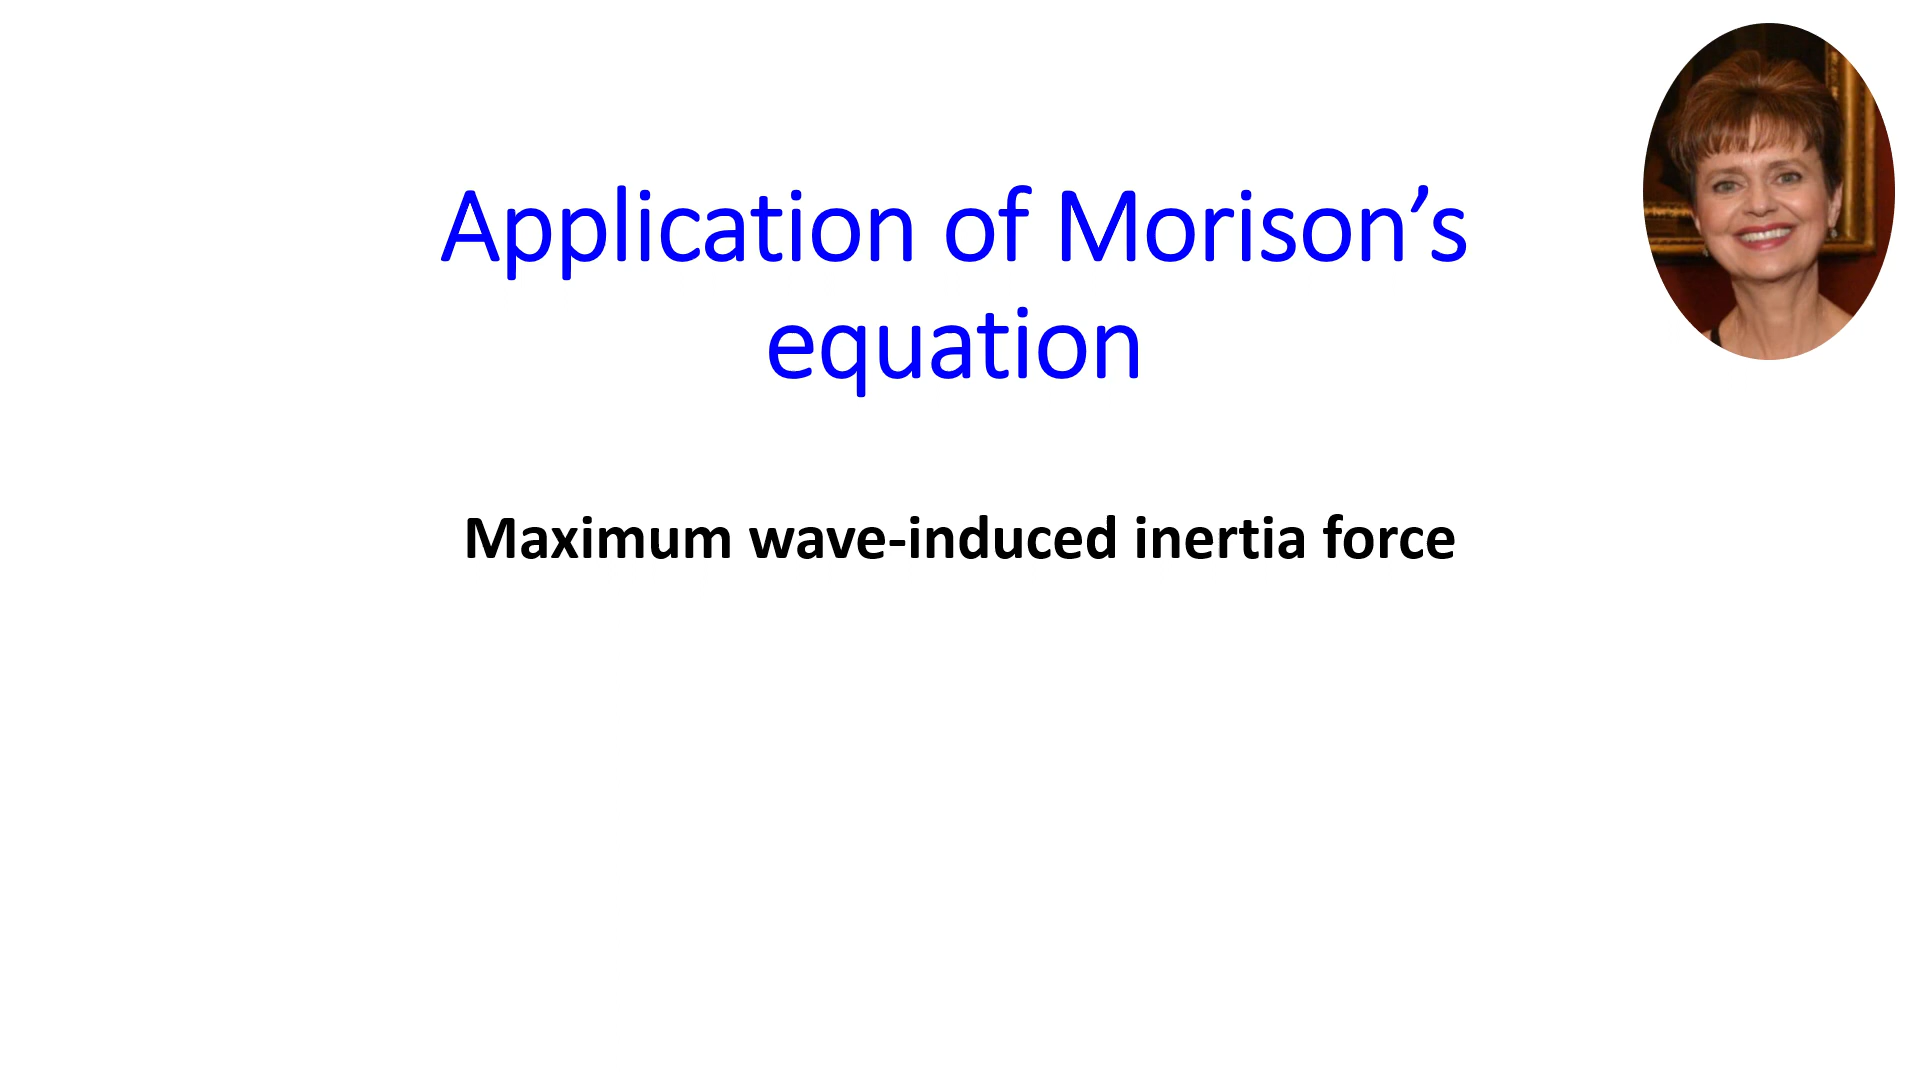 Application of Morison’s
equation
Maximum wave-induced inertia force